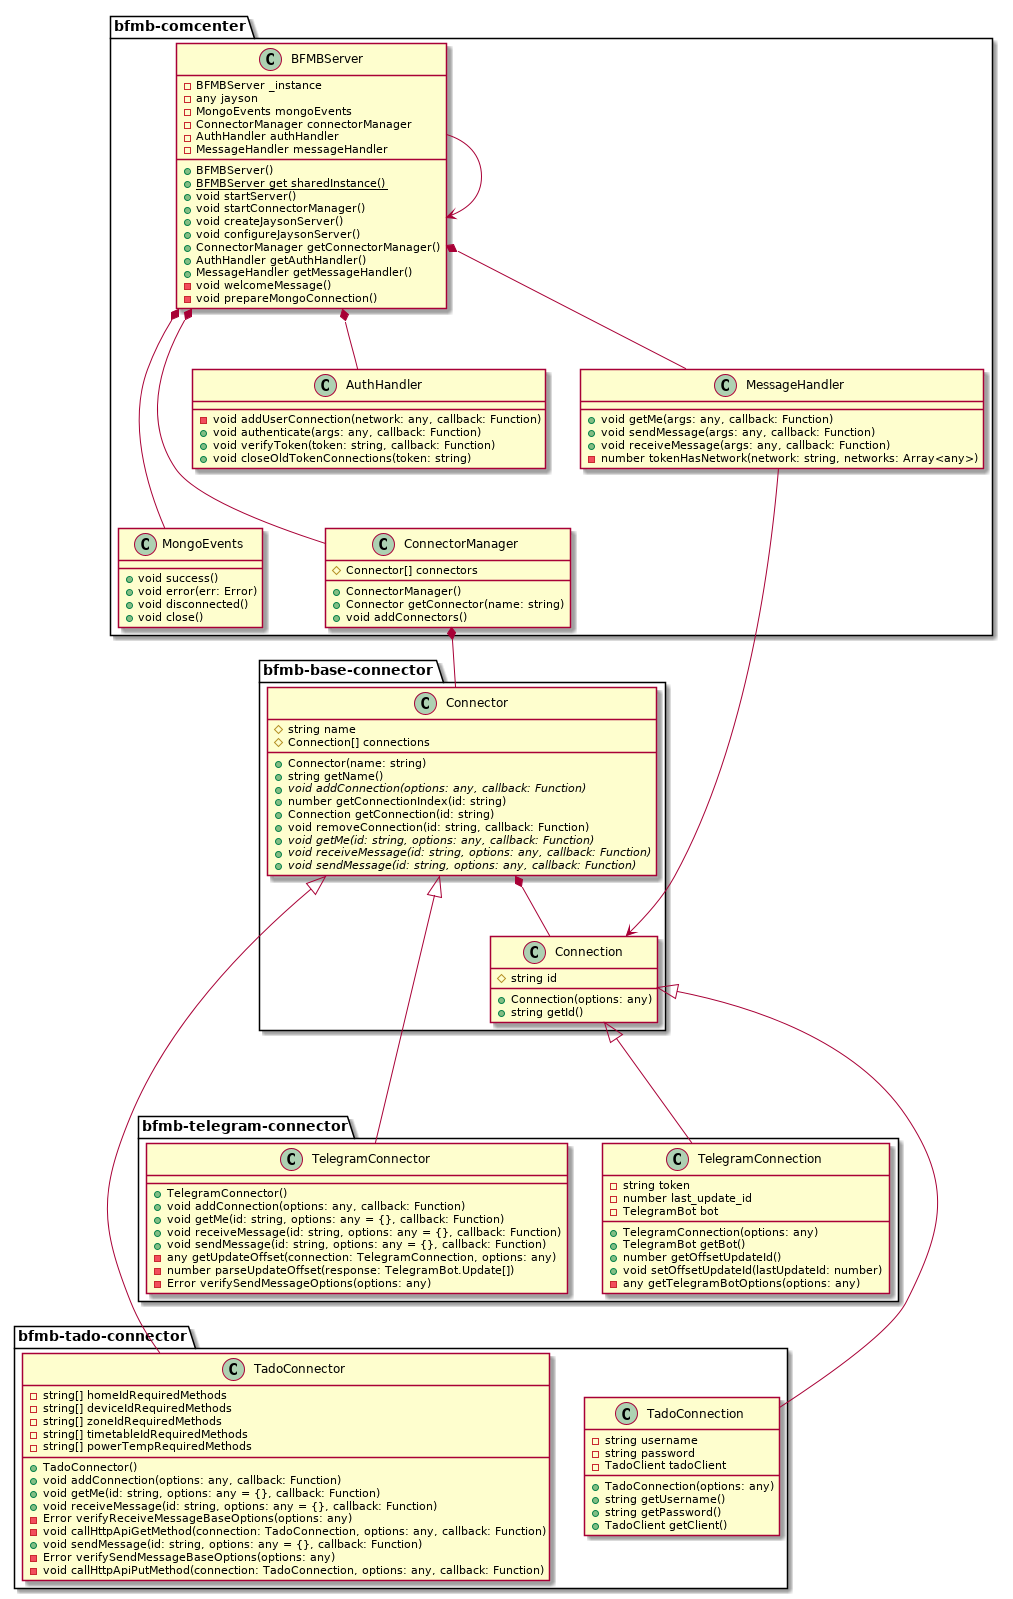 bfmb-comcenter
C BFMBServer
BFMBServer _instance
any jayson
MongoEvents mongoEvents
ConnectorManager connectorManager
AuthHandler authHandler
MessageHandler messageHandler
BFMBServer()
BFMBServer get sharedInstance()
void startServer()
void startConnectorManager()
void createJaysonServer()
void configureJaysonServer()
ConnectorManager getConnectorManager()
AuthHandler getAuthHandler()
MessageHandler getMessageHandler()
void welcomeMessage()
void prepareMongoConnection()
C AuthHandler
void addUserConnection(network: any, callback: Function)
void authenticate(args: any, callback: Function)
void verifyToken(token: string, callback: Function)
void closeOldTokenConnections(token: string)
C MessageHandler
void getMe(args: any, callback: Function)
void sendMessage(args: any, callback: Function)
void receiveMessage(args: any, callback: Function)
number tokenHasNetwork(network: string, networks: Array<any>)
C MongoEvents
void success()
void error(err: Error)
void disconnected()
void close()
C ConnectorManager
Connector[] connectors
ConnectorManager()
Connector getConnector(name: string)
void addConnectors()
bfmb-base-connector
C Connector
string name
Connection[] connections
Connector(name: string)
string getName()
void addConnection(options: any, callback: Function)
number getConnectionIndex(id: string)
Connection getConnection(id: string)
void removeConnection(id: string, callback: Function)
void getMe(id: string, options: any, callback: Function)
void receiveMessage(id: string, options: any, callback: Function)
void sendMessage(id: string, options: any, callback: Function)
C Connection
string id
Connection(options: any)
string getId()
bfmb-telegram-connector
C TelegramConnector
TelegramConnector()
void addConnection(options: any, callback: Function)
void getMe(id: string, options: any = {}, callback: Function)
void receiveMessage(id: string, options: any = {}, callback: Function)
void sendMessage(id: string, options: any = {}, callback: Function)
any getUpdateOffset(connection: TelegramConnection, options: any)
number parseUpdateOffset(response: TelegramBot.Update[])
Error verifySendMessageOptions(options: any)
C TelegramConnection
string token
number last_update_id
TelegramBot bot
TelegramConnection(options: any)
TelegramBot getBot()
number getOffsetUpdateId()
void setOffsetUpdateId(lastUpdateId: number)
any getTelegramBotOptions(options: any)
bfmb-tado-connector
C TadoConnector
string[] homeIdRequiredMethods
string[] deviceIdRequiredMethods
string[] zoneIdRequiredMethods
string[] timetableIdRequiredMethods
string[] powerTempRequiredMethods
TadoConnector()
void addConnection(options: any, callback: Function)
void getMe(id: string, options: any = {}, callback: Function)
void receiveMessage(id: string, options: any = {}, callback: Function)
Error verifyReceiveMessageBaseOptions(options: any)
void callHttpApiGetMethod(connection: TadoConnection, options: any, callback: Function)
void sendMessage(id: string, options: any = {}, callback: Function)
Error verifySendMessageBaseOptions(options: any)
void callHttpApiPutMethod(connection: TadoConnection, options: any, callback: Function)
C TadoConnection
string username
string password
TadoClient tadoClient
TadoConnection(options: any)
string getUsername()
string getPassword()
TadoClient getClient()